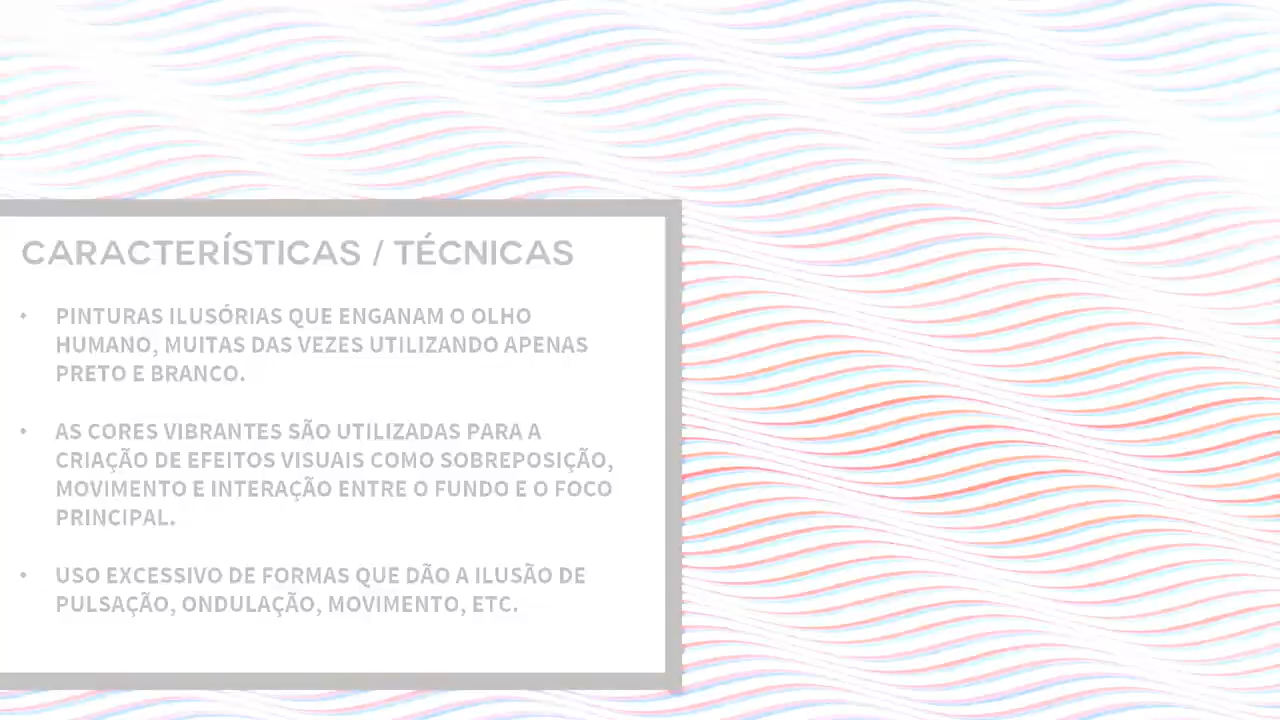 CARACTERÍSTICAS / TÉCNICAS
• PINTURAS ILUSÓRIAS QUE ENGANAM O OLHO
HUMANO, MUITAS DAS VEZES UTILIZANDO APENAS
PRETO E BRANCO.
• AS CORES VIBRANTES SÃO UTILIZADAS PARA A
CRIAÇÃO DE EFEITOS VISUAIS COMO SOBREPOSIÇÃO,
MOVIMENTO E INTERAÇÃO ENTRE O FUNDO E O FOCO
PRINCIPAL.
• USO EXCESSIVO DE FORMAS QUE DÃO A ILUSÃO DE
PULSAÇÃO, ONDULAÇÃO, MOVIMENTO, ETC.